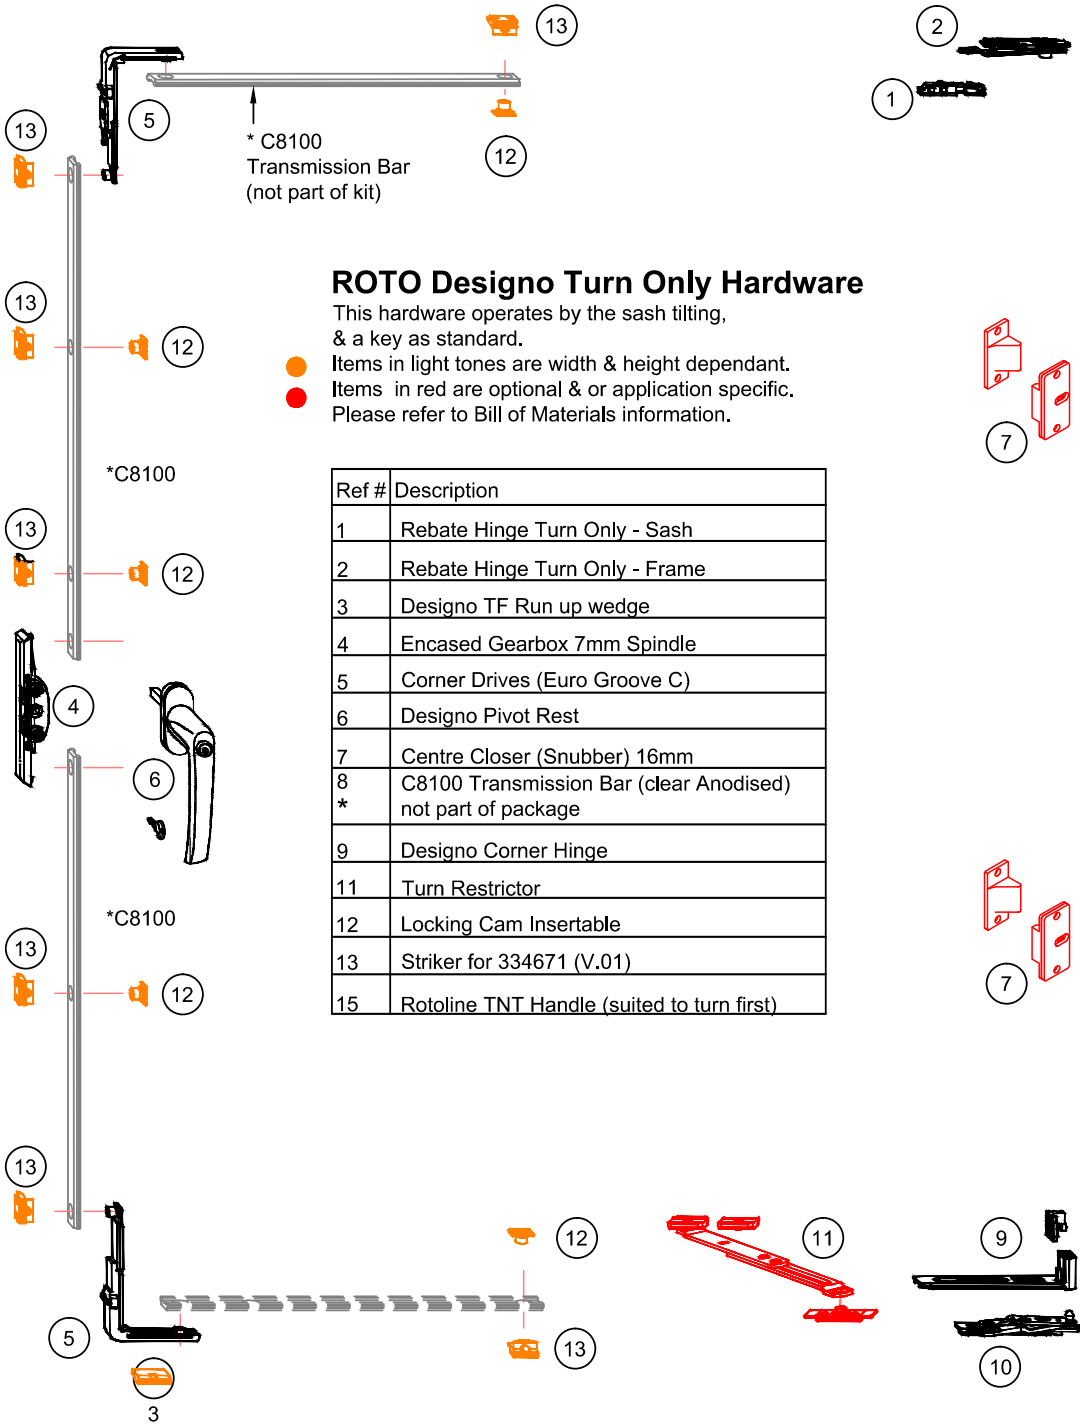 13
2
1
5
13
* C8100
Transmission Bar
(not part of kit)
12
ROTO Designo Turn Only Hardware
This hardware operates by the sash tilting,
& a key as standard.
Items in light tones are width & height dependant.
Items in red are optional & or application specific.
Please refer to Bill of Materials information.
13
12
7
*C8100
13
12
4
6
Ref # Description
1 Rebate Hinge Turn Only - Sash
2 Rebate Hinge Turn Only - Frame
3 Designo TF Run up wedge
4 Encased Gearbox 7mm Spindle
5 Corner Drives (Euro Groove C)
6 Designo Pivot Rest
7 Centre Closer (Snubber) 16mm
8 C8100 Transmission Bar (clear Anodised)
* not part of package
9 Designo Corner Hinge
11 Turn Restrictor
12 Locking Cam Insertable
13 Striker for 334671 (V.01)
15 Rotoline TNT Handle (suited to turn first)
*C8100
13
12
7
13
12
11
9
5
13
10
3